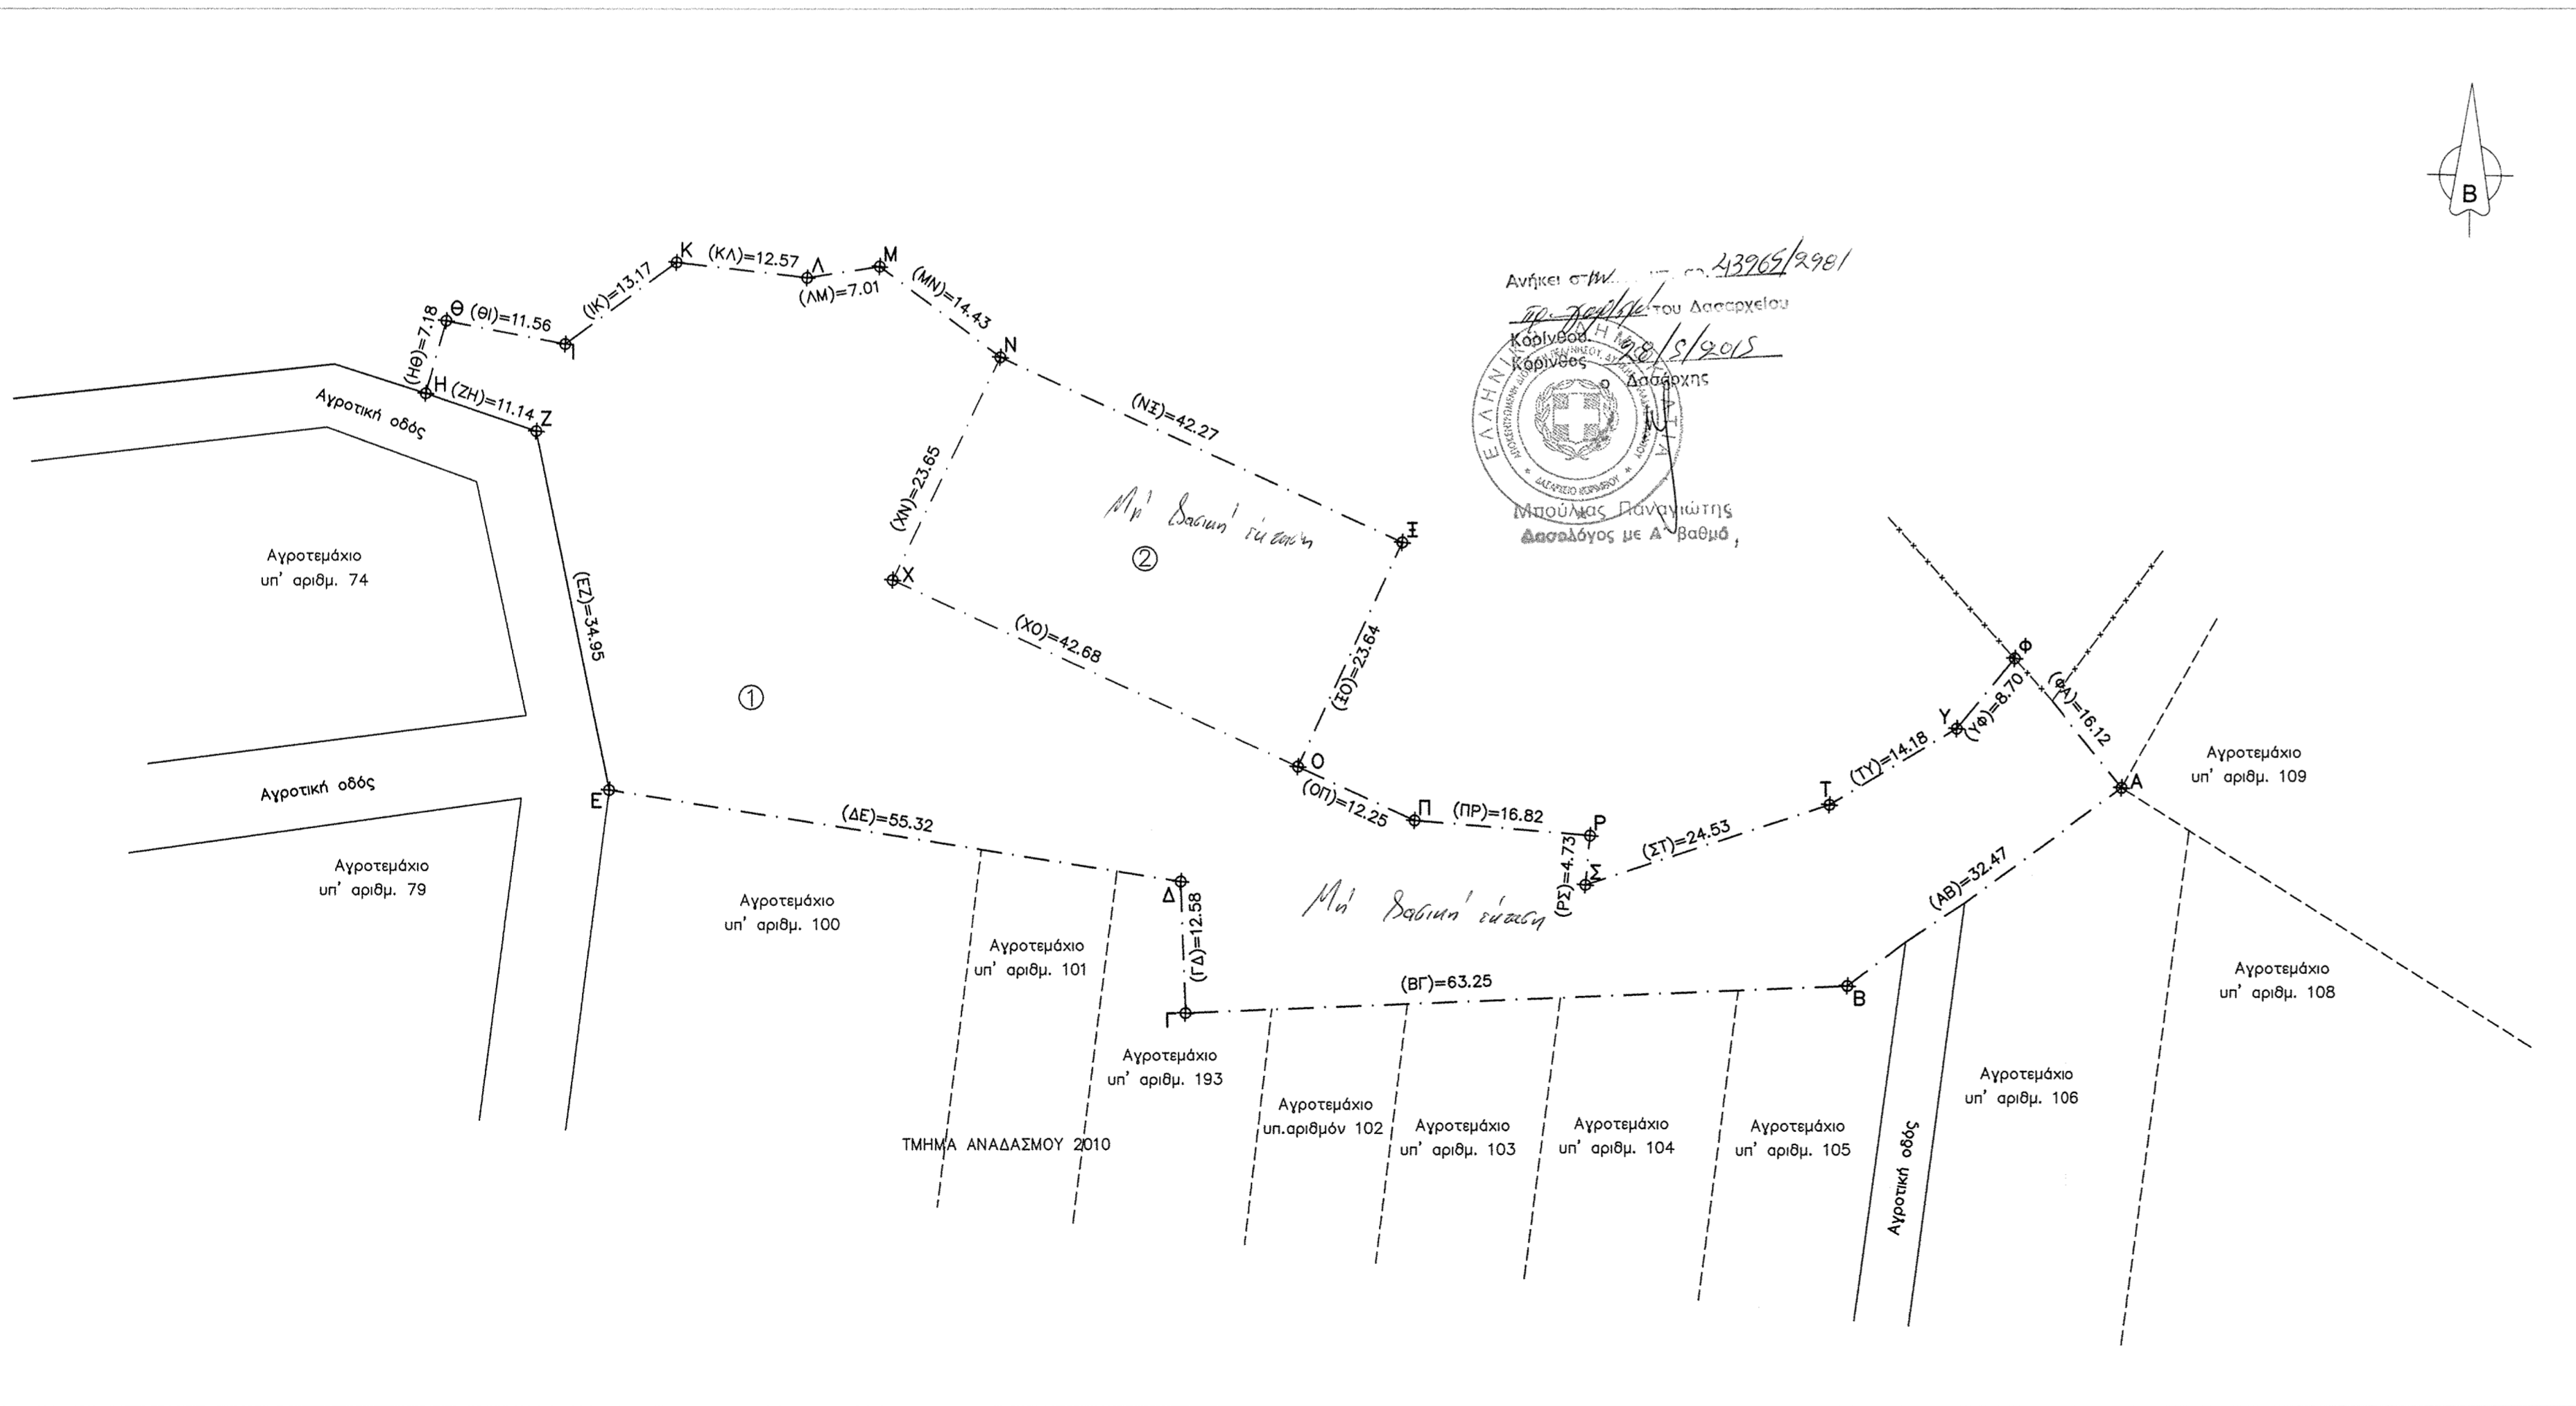 Β
Κ
(ΚΛ)=12.57
Λ
Μ
(ΛΜ)=7.01
(ΙΚ)=13.17
(ΜΝ)=14.43
Θ
(ΘΙ)=11.56
Ι
(ΗΘ)=7.18
Η
(ΖΗ)=11.14
Ζ
Ν
Αγροτική οδός
(ΝΞ)=42.27
(ΧΝ)=23.65
Ξ
Χ
Μή δασική έκταση
②
Ανήκει στην
43965/2981
του Δασαρχείου
Κορίνθου.
Κόρινθος 28/5/2015
ο Δασάρχης
ΕΛΛΗΝΙΚΗ ΔΗΜΟΚΡΑΤΙΑ
ΔΑΣΑΡΧΕΙΟ ΚΟΡΙΝΘΟΥ
Μπούλιας Παναγιώτης
Δασολόγος με Α' βαθμό
Αγροτεμάχιο
υπ' αριθμ. 74
(ΕΖ)=34.95
(ΧΟ)=42.68
(ΞΟ)=23.64
①
Φ
(ΦΑ)=16.12
(ΥΦ)=8.70
Υ
(ΤΥ)=14.18
Τ
Α
Αγροτεμάχιο
υπ' αριθμ. 109
Ο
(ΟΠ)=12.25
Π
(ΠΡ)=16.82
Ρ
(ΡΣ)=4.73
Σ
(ΣΤ)=24.53
Αγροτική οδός
Ε
(ΔΕ)=55.32
Δ
(ΓΔ)=12.58
Μή δασική έκταση
(ΑΒ)=32.47
Αγροτεμάχιο
υπ' αριθμ. 79
Αγροτεμάχιο
υπ' αριθμ. 100
Αγροτεμάχιο
υπ' αριθμ. 101
(ΒΓ)=63.25
Β
Γ
Αγροτεμάχιο
υπ' αριθμ. 108
Αγροτεμάχιο
υπ' αριθμ. 193
Αγροτεμάχιο
υπ' αριθμ. 106
Αγροτεμάχιο
υπ.αριθμόν 102
Αγροτεμάχιο
υπ' αριθμ. 103
Αγροτεμάχιο
υπ' αριθμ. 104
Αγροτεμάχιο
υπ' αριθμ. 105
ΤΜΗΜΑ ΑΝΑΔΑΣΜΟΥ 2010
Αγροτική οδός